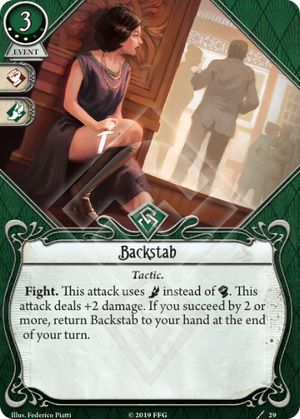 3
EVENT
Backstab
Tactic.
Fight. This attack uses instead of . This
attack deals +2 damage. If you succeed by 2 or
more, return Backstab to your hand at the end
of your turn.
Illus. Federico Piatti © 2019 FFG 29